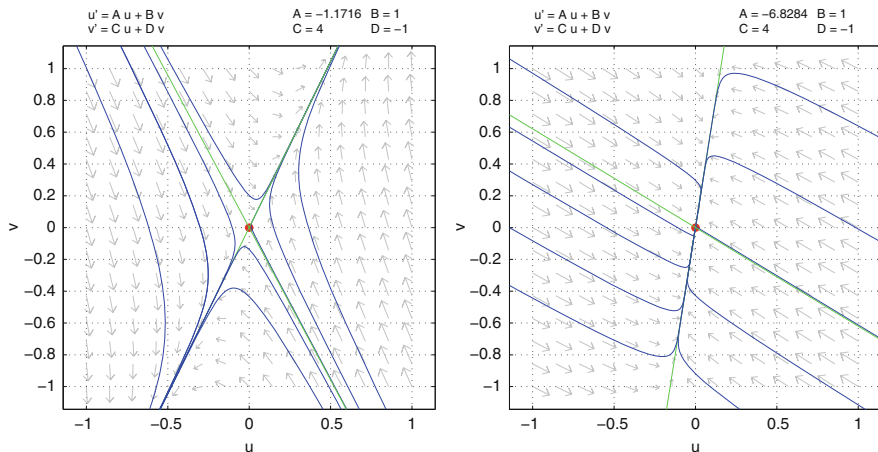 u' = A u + B v
v' = C u + D v
A = −1.1716 B = 1
C = 4 D = −1
1
0.8
0.6
0.4
0.2
0
−0.2
−0.4
−0.6
−0.8
−1
v
−1 −0.5 0 0.5 1
u
u' = A u + B v
v' = C u + D v
A = −6.8284 B = 1
C = 4 D = −1
1
0.8
0.6
0.4
0.2
0
−0.2
−0.4
−0.6
−0.8
−1
v
−1 −0.5 0 0.5 1
u